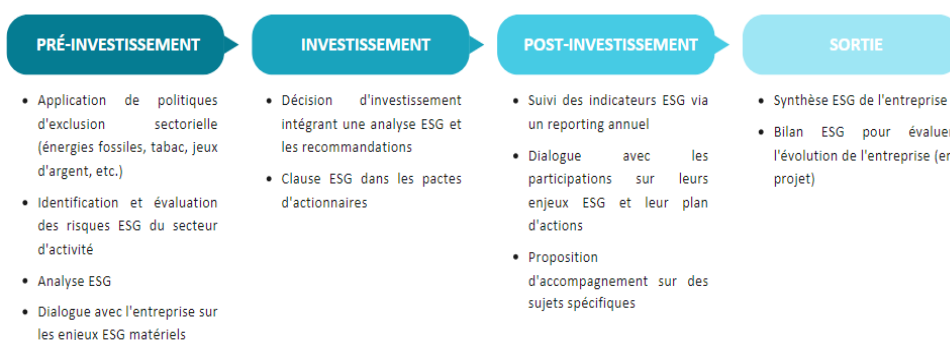 PRÉ-INVESTISSEMENT
• Application de politiques
d'exclusion sectorielle
(énergies fossiles, tabac, jeux
d'argent, etc.)
• Identification et évaluation
des risques ESG du secteur
d'activité
• Analyse ESG
• Dialogue avec l'entreprise sur
les enjeux ESG matériels
INVESTISSEMENT
• Décision d'investissement
intégrant une analyse ESG et
les recommandations
• Clause ESG dans les pactes
d'actionnaires
POST-INVESTISSEMENT
• Suivi des indicateurs ESG via
un reporting annuel
• Dialogue avec les
participations sur leurs
enjeux ESG et leur plan
d'actions
• Proposition
d'accompagnement sur des
sujets spécifiques
SORTIE
• Synthèse ESG de l'entreprise
• Bilan ESG pour évaluer
l'évolution de l'entreprise (en
projet)